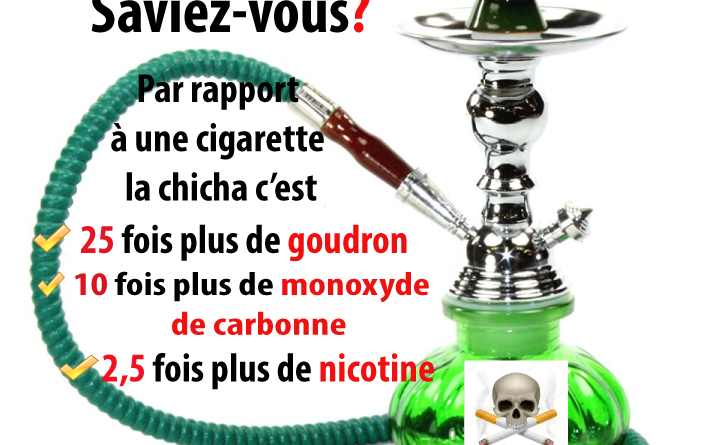 Saviez-vous?
Par rapport
à une cigarette
la chicha c’est
25 fois plus de goudron
10 fois plus de monoxyde
de carbonne
2,5 fois plus de nicotine